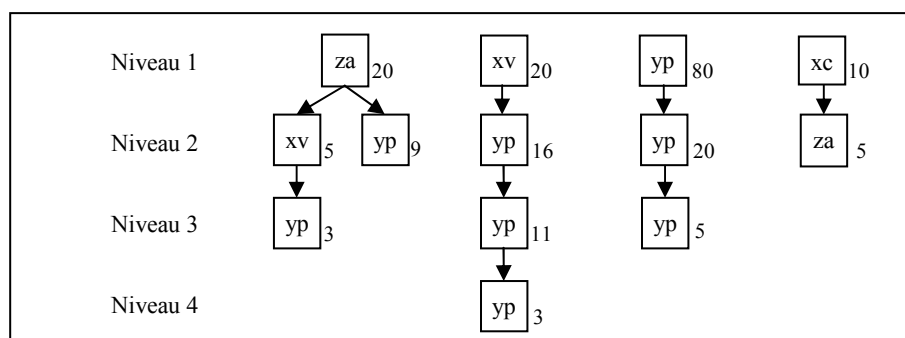 Niveau 1 za 20 xv 20 yp 80 xc 10
Niveau 2 xv 5 yp 9 yp 16 yp 20 za 5
Niveau 3 yp 3 yp 11 yp 5
Niveau 4 yp 3